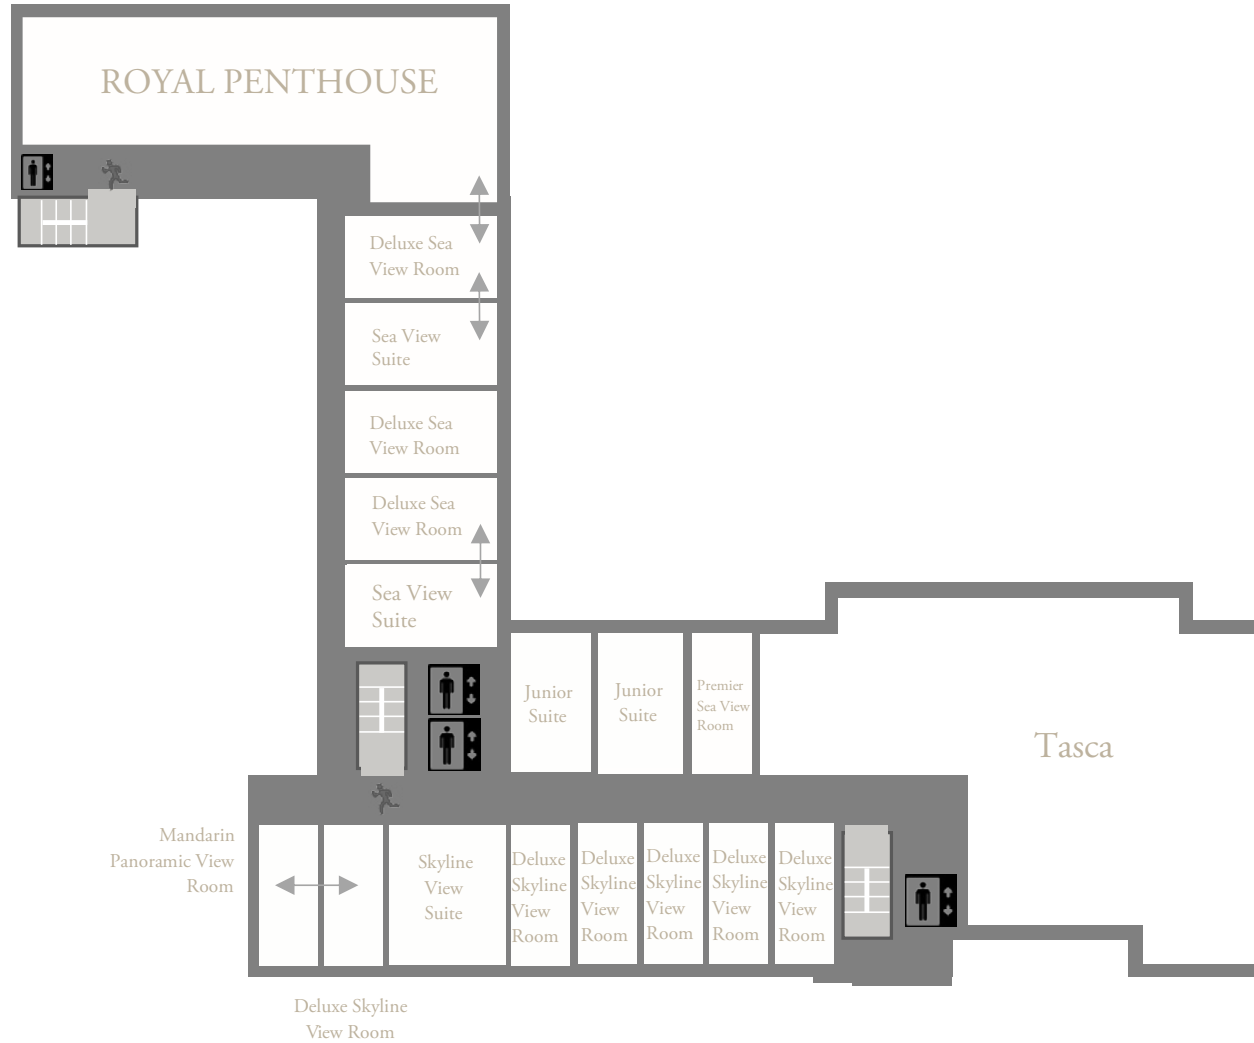 ROYAL PENTHOUSE
Deluxe Sea
View Room
Sea View
Suite
Deluxe Sea
View Room
Deluxe Sea
View Room
Sea View
Suite
Junior
Suite
Junior
Suite
Premier
Sea View
Room
Tasca
Mandarin
Panoramic View
Room
Skyline
View
Suite
Deluxe
Skyline
View
Room
Deluxe
Skyline
View
Room
Deluxe
Skyline
View
Room
Deluxe
Skyline
View
Room
Deluxe
Skyline
View
Room
Deluxe Skyline
View Room